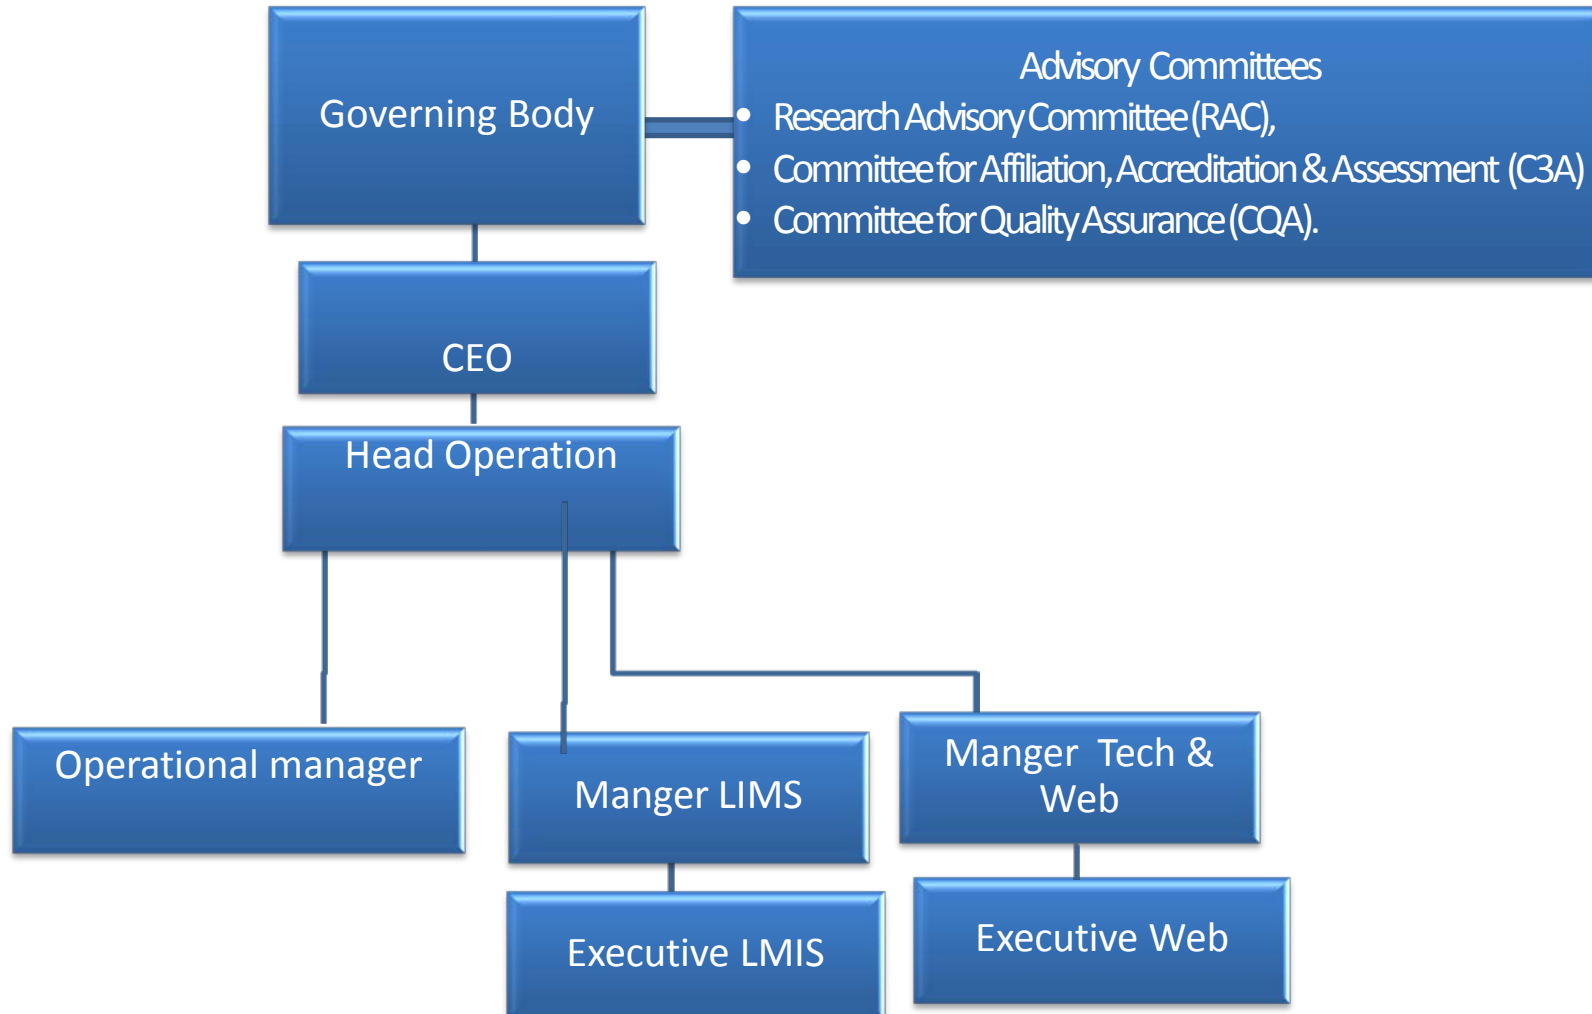 Governing Body
Advisory Committees
• Research Advisory Committee (RAC),
• Committee for Affiliation, Accreditation & Assessment (C3A)
• Committee for Quality Assurance (CQA).
CEO
Head Operation
Operational manager
Manger LIMS
Manger Tech &
Web
Executive LMIS
Executive Web